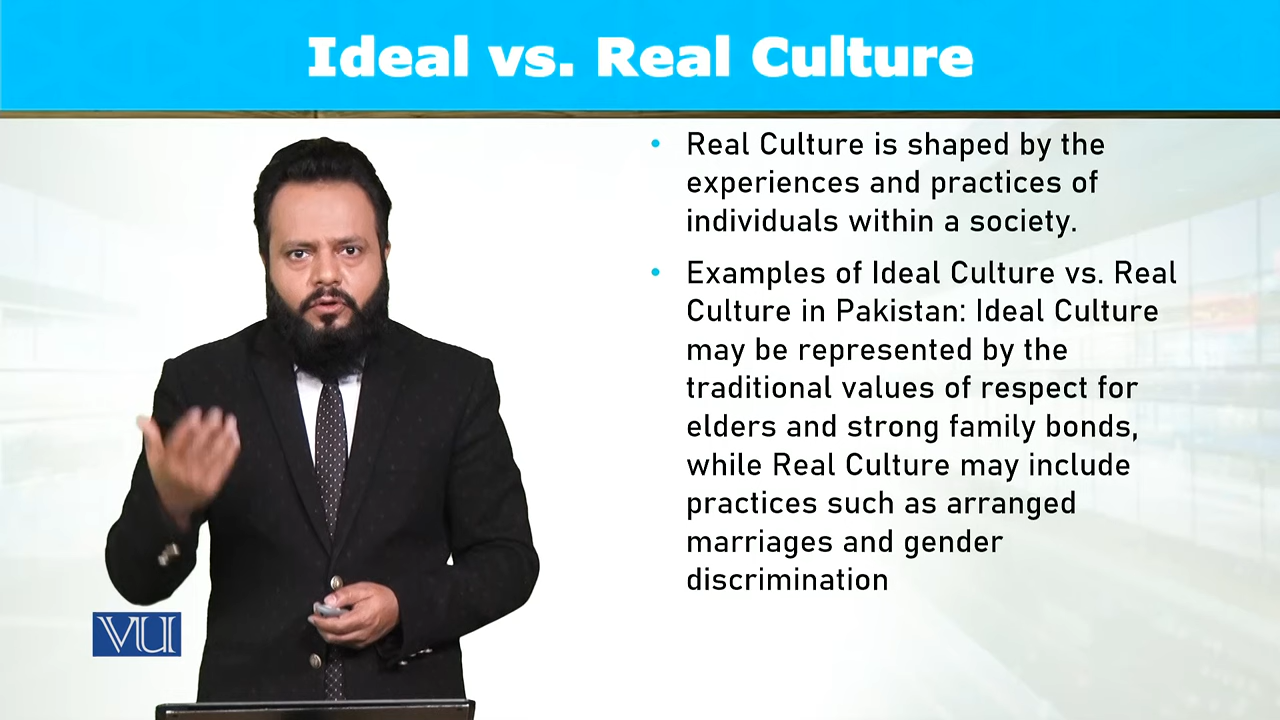 Ideal vs. Real Culture
• Real Culture is shaped by the
experiences and practices of
individuals within a society.
• Examples of Ideal Culture vs. Real
Culture in Pakistan: Ideal Culture
may be represented by the
traditional values of respect for
elders and strong family bonds,
while Real Culture may include
practices such as arranged
marriages and gender
discrimination
VU